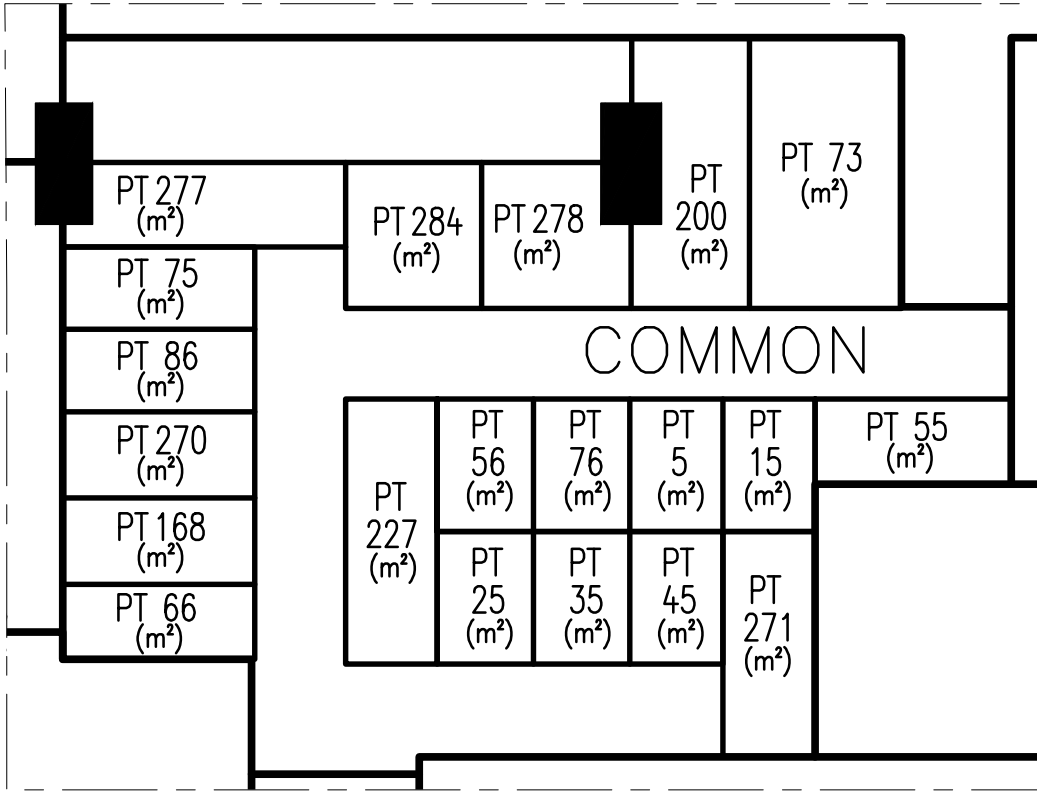 PT 277
(m²)
PT 284
(m²)
PT 278
(m²)
PT
200
(m²)
PT 73
(m²)
PT 75
(m²)
PT 86
(m²)
PT 270
(m²)
PT 168
(m²)
PT 66
(m²)
COMMON
PT
227
(m²)
PT
56
(m²)
PT
76
(m²)
PT
5
(m²)
PT
15
(m²)
PT 55
(m²)
PT
25
(m²)
PT
35
(m²)
PT
45
(m²)
PT
271
(m²)